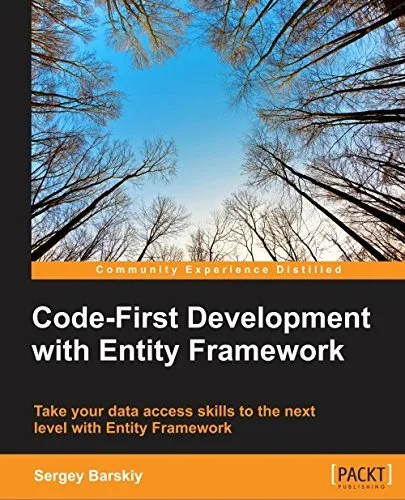 Community Experience Distilled
Code-First Development
with Entity Framework
Take your data access skills to the next
level with Entity Framework
Sergey Barskiy
[PACKT]
PUBLISHING